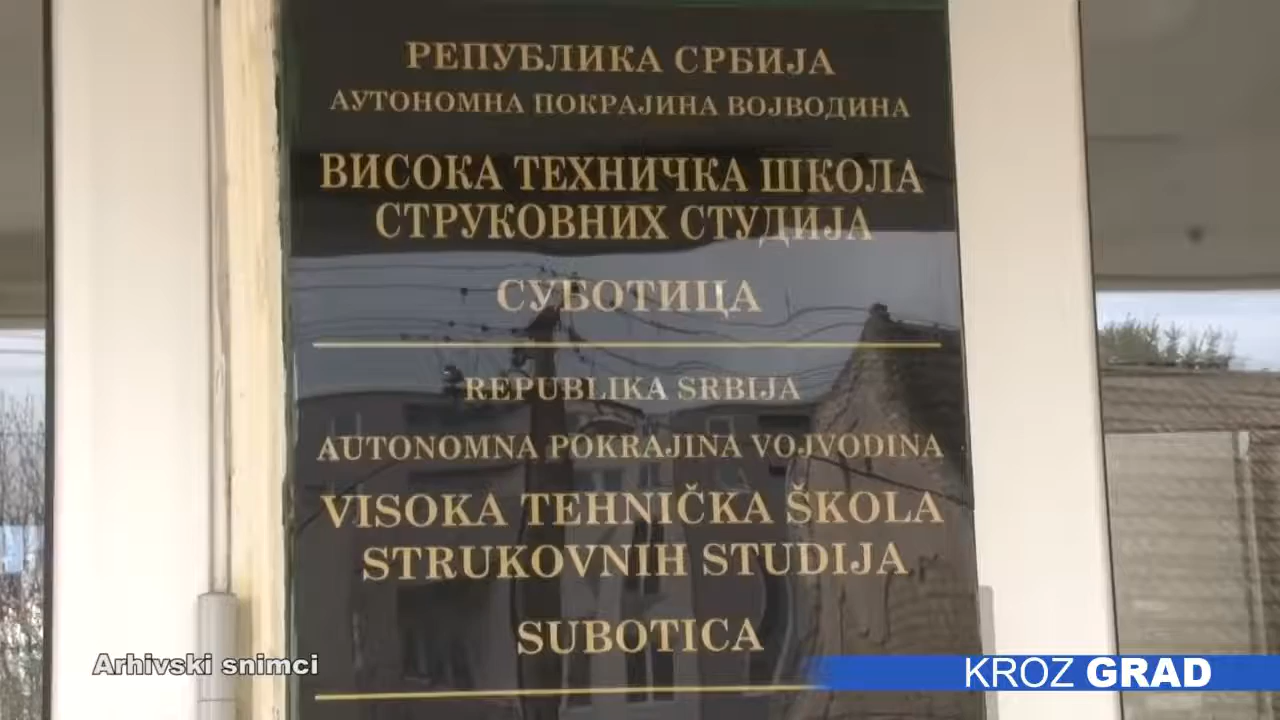 РЕПУБЛИКА СРБИЈА
АУТОНОМНА ПОКРАЈИНА ВОЈВОДИНА
ВИСОКА ТЕХНИЧКА ШКОЛА
СТРУКОВНИХ СТУДИЈА
СУБОТИЦА
REPUBLIKA SRBIJA
AUTONOMNA POKRAJINA VOJVODINA
VISOKA TEHNIČKA ŠKOLA
STRUKOVNIH STUDIJA
SUBOTICA
Arhivski snimci
KROZ GRAD